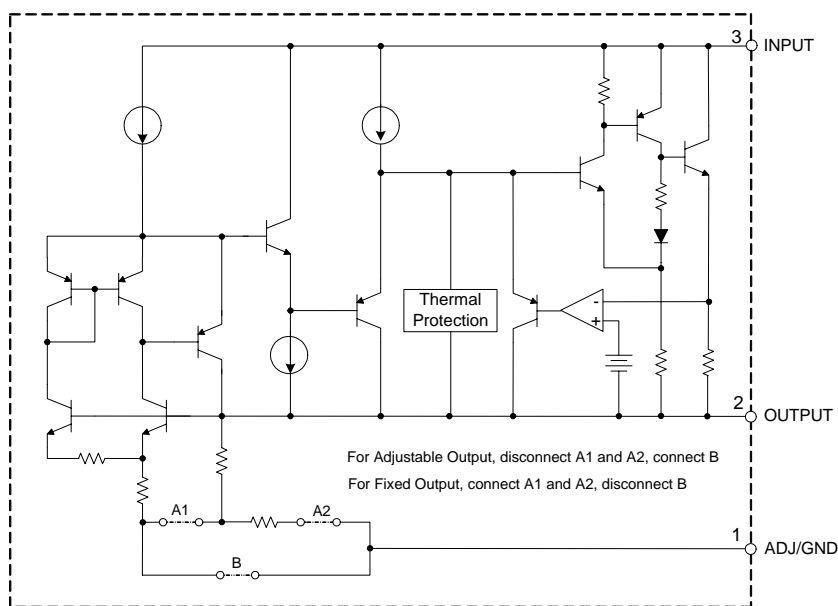 3 INPUT
Thermal
Protection
-
+
2 OUTPUT
For Adjustable Output, disconnect A1 and A2, connect B
For Fixed Output, connect A1 and A2, disconnect B
A1
A2
1 ADJ/GND
B